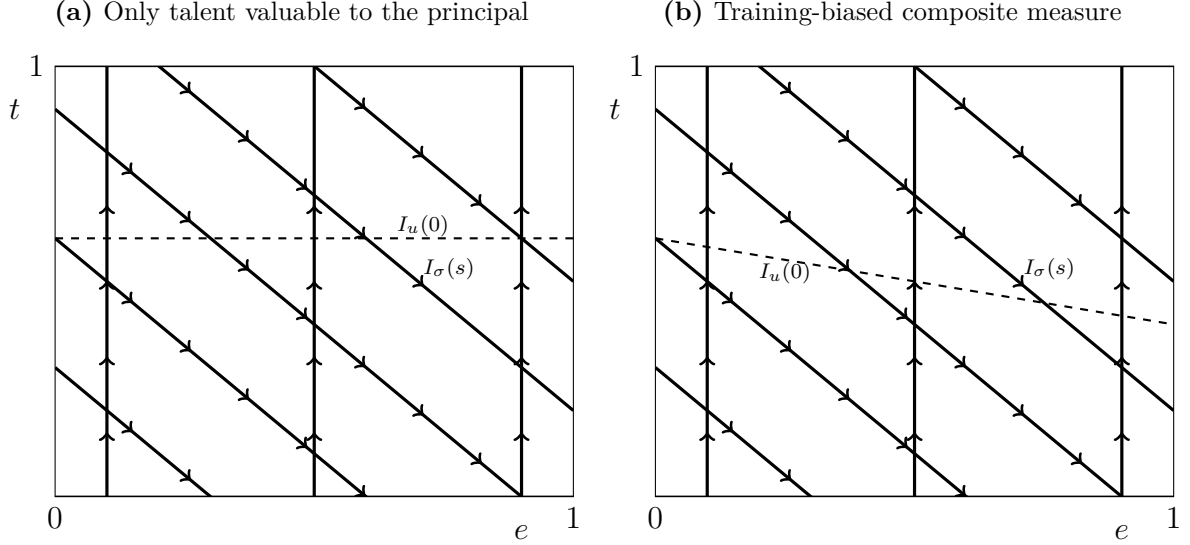 (a) Only talent valuable to the principal
1
t
I_u(0)
I_σ(s)
0
e
1
(b) Training-biased composite measure
1
t
I_u(0)
I_σ(s)
0
e
1